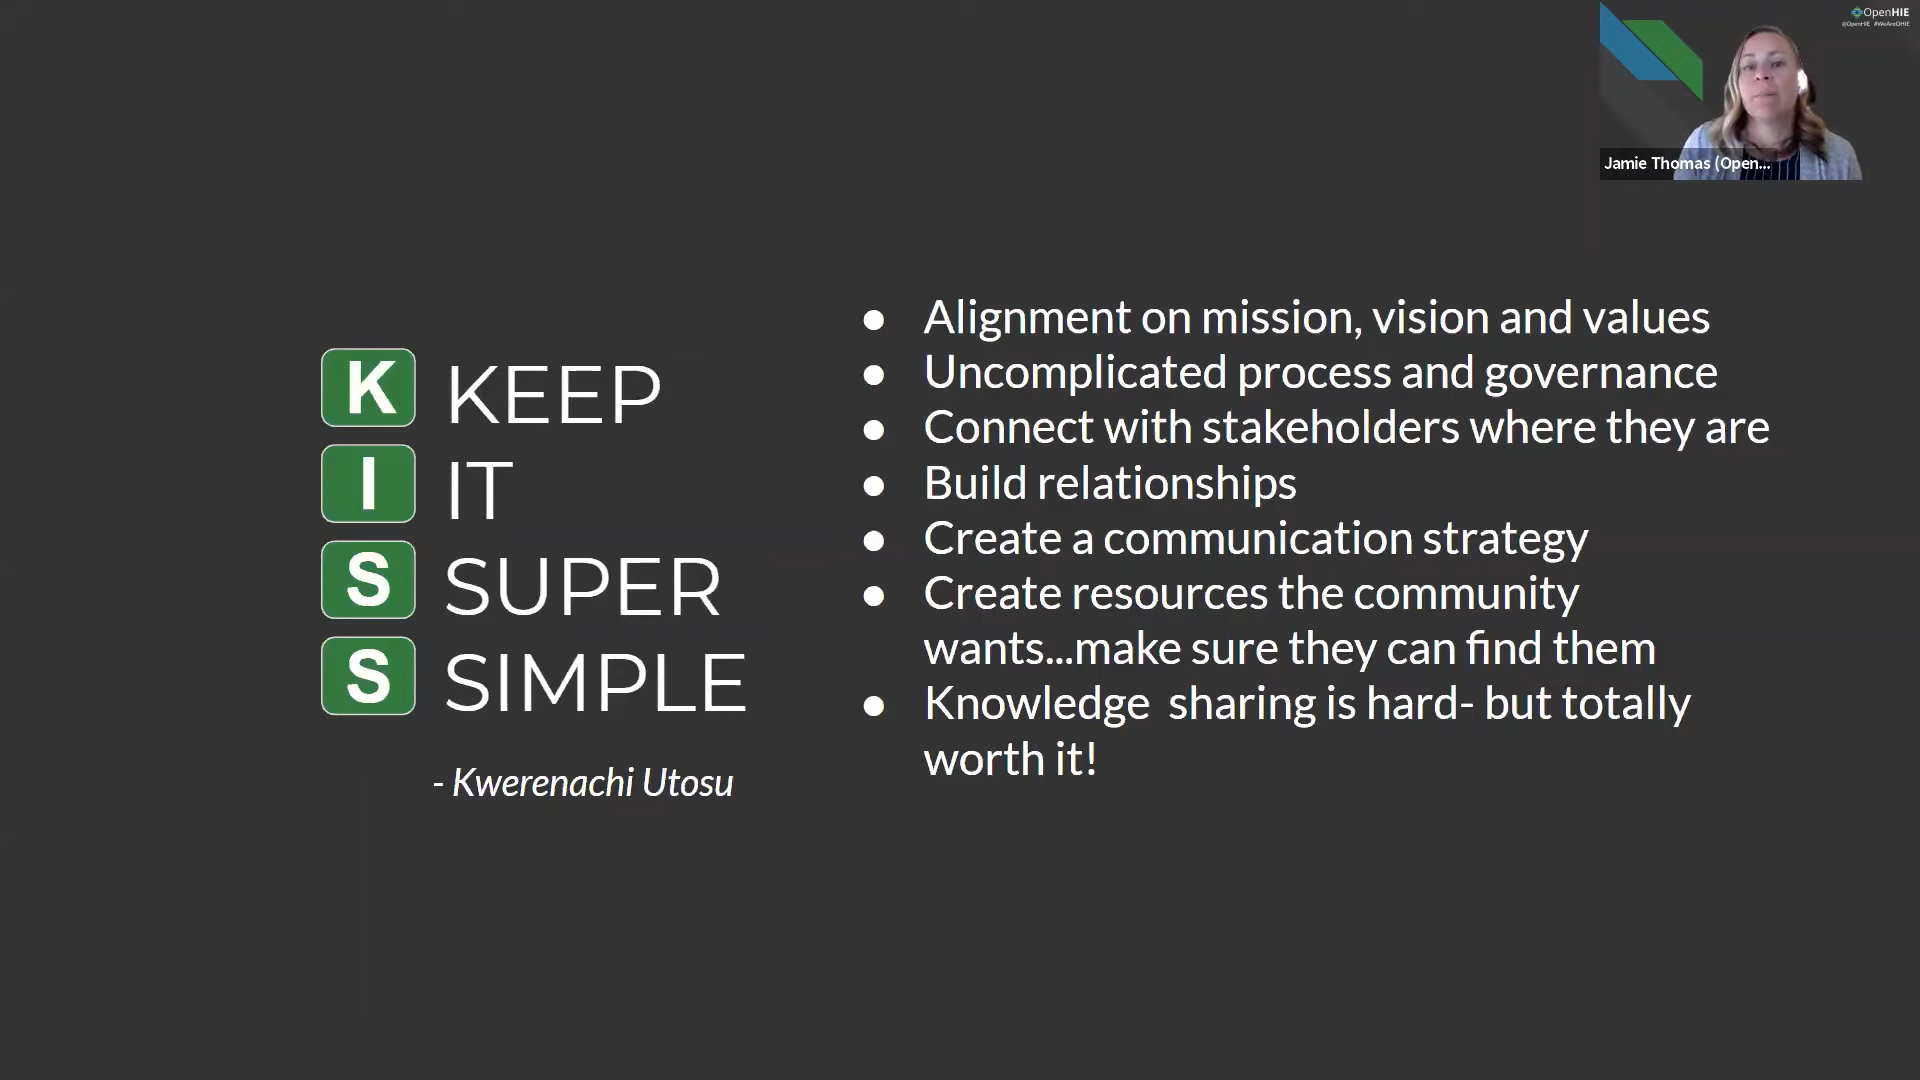 OpenHIE
@OpenHIE #WeAreOHIE
Jamie Thomas (Open...
K KEEP
I IT
S SUPER
S SIMPLE
- Kwerenachi Utosu
● Alignment on mission, vision and values
● Uncomplicated process and governance
● Connect with stakeholders where they are
● Build relationships
● Create a communication strategy
● Create resources the community
wants...make sure they can find them
● Knowledge  sharing is hard- but totally
worth it!